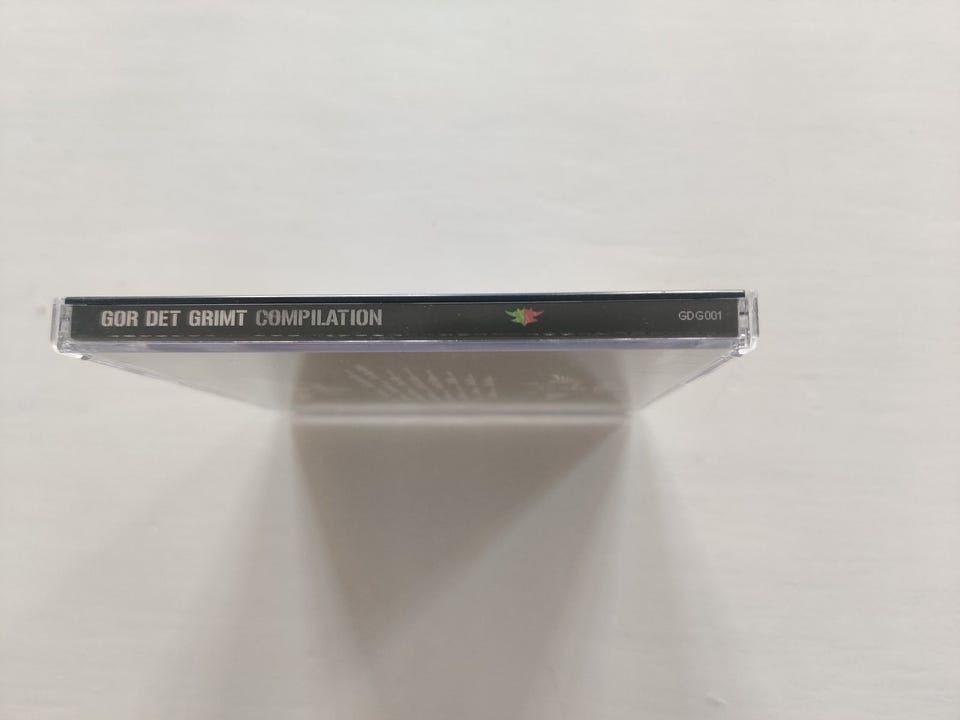 GOR DET GRIMT COMPILATION
GDG001